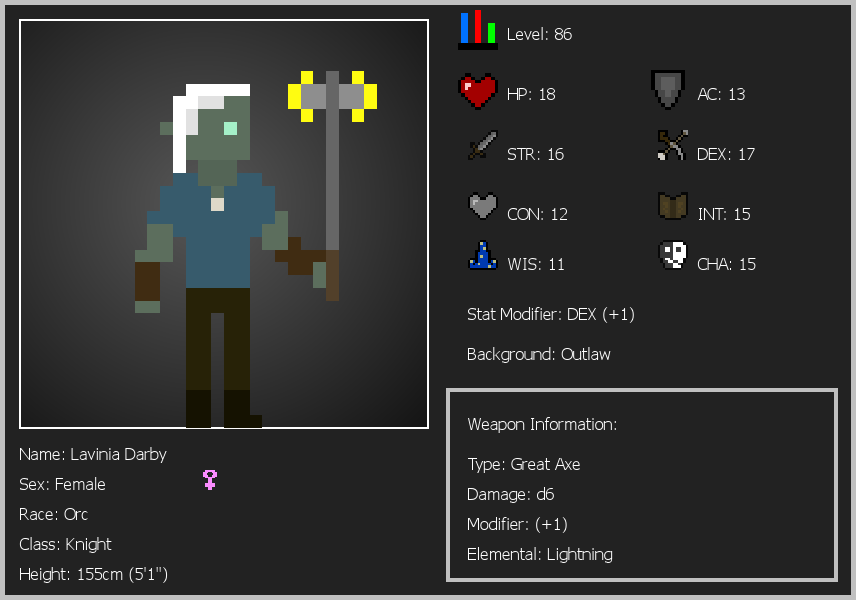 Level: 86
HP: 18
AC: 13
STR: 16
DEX: 17
CON: 12
INT: 15
WIS: 11
CHA: 15
Stat Modifier: DEX (+1)
Background: Outlaw
Weapon Information:
Type: Great Axe
Damage: d6
Modifier: (+1)
Elemental: Lightning
Name: Lavinia Darby
Sex: Female
Race: Orc
Class: Knight
Height: 155cm (5'1")